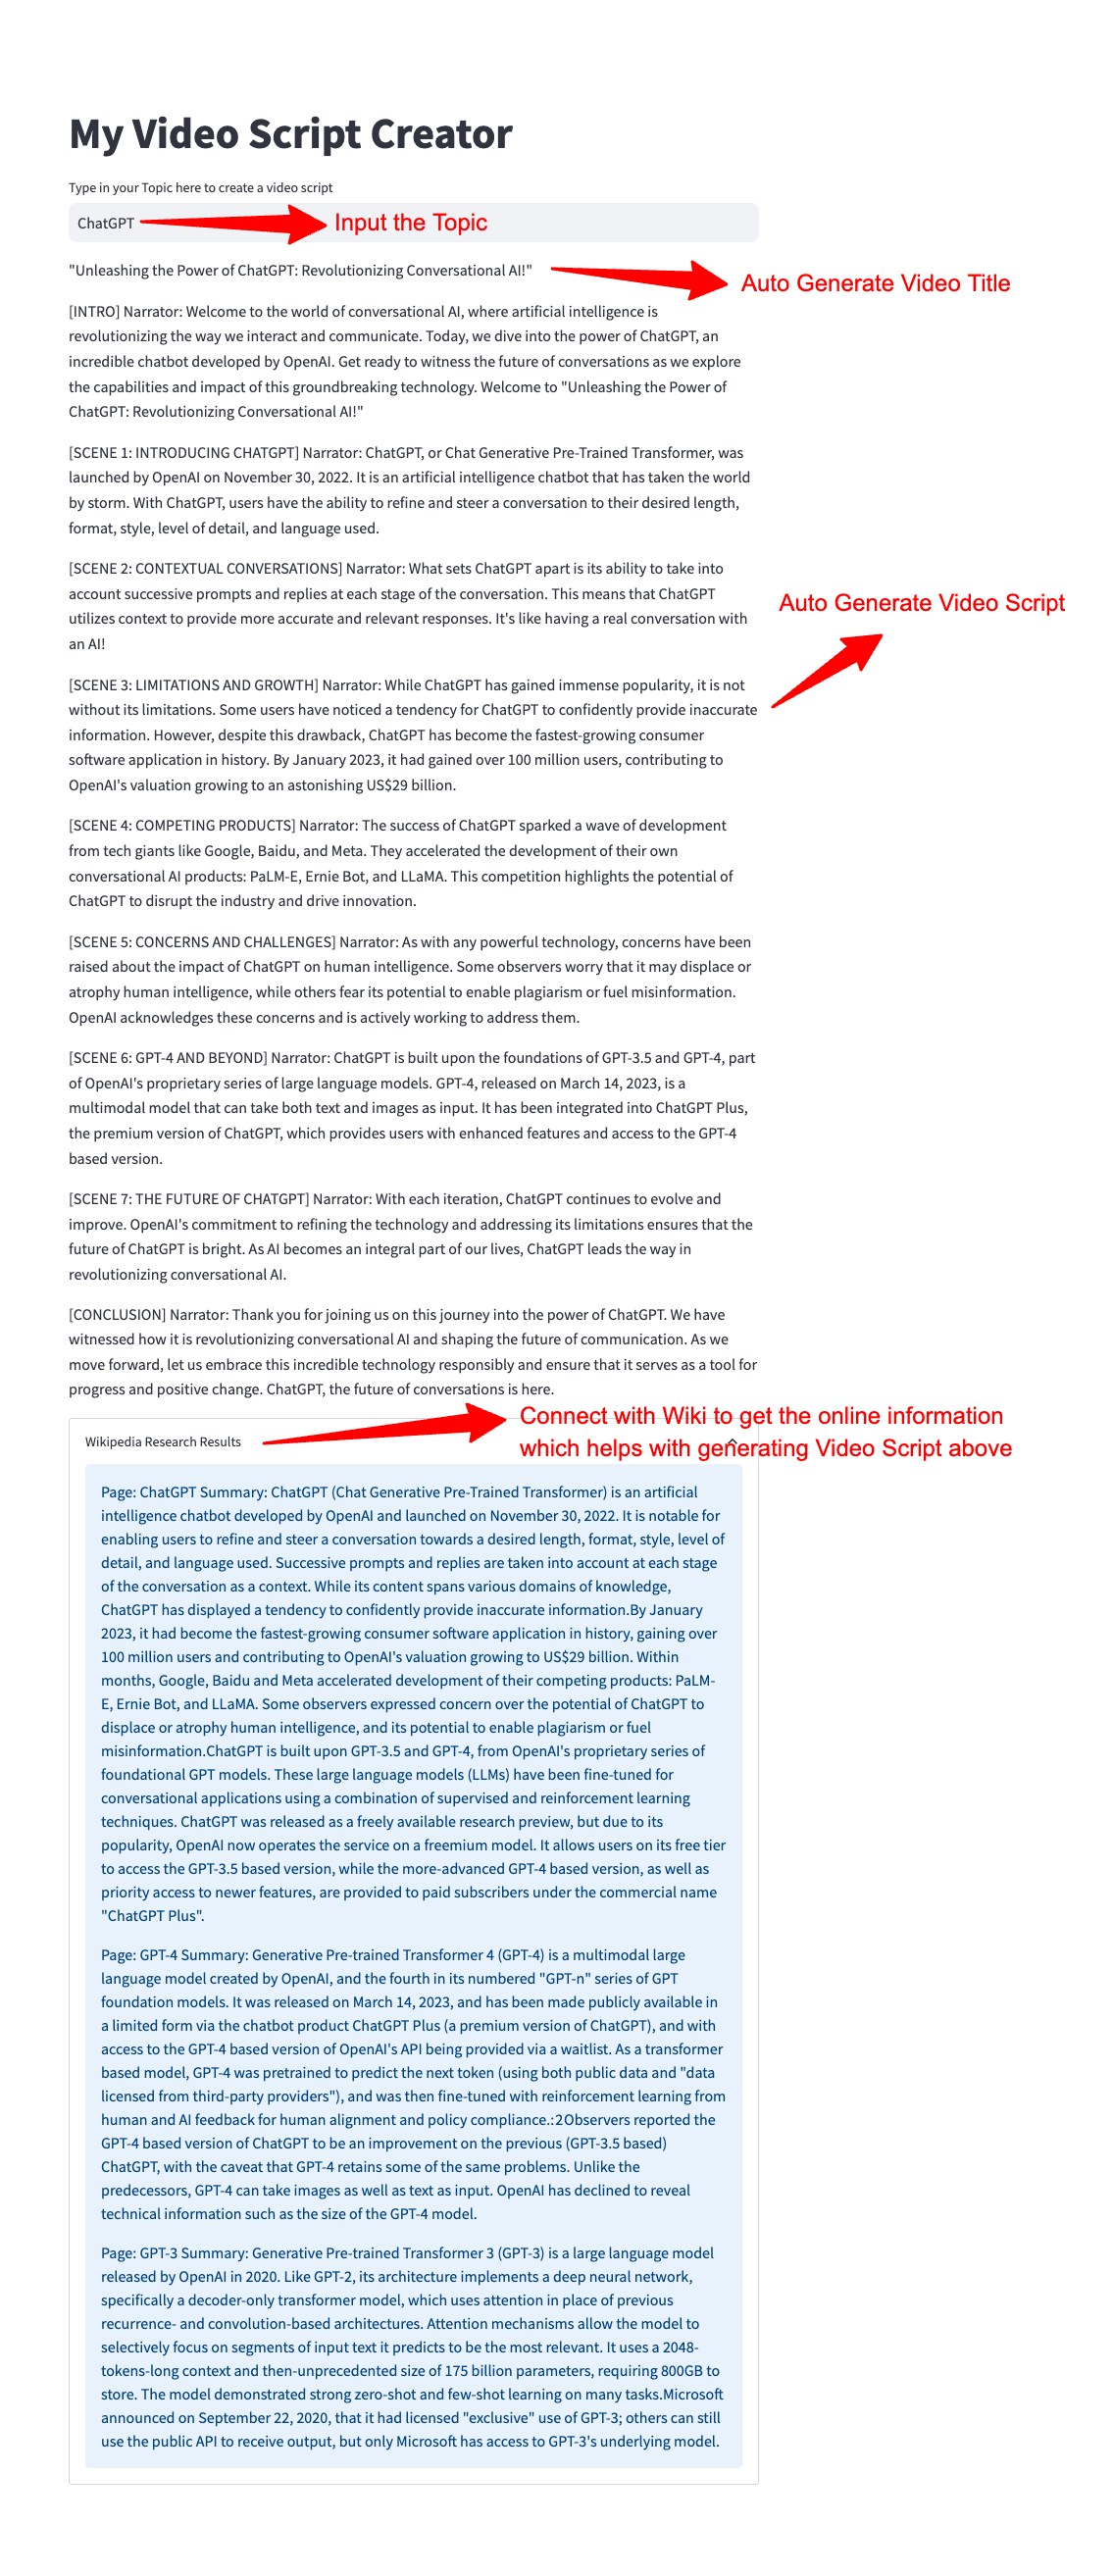 My Video Script Creator
Type in your Topic here to create a video script
ChatGPT
Input the Topic
"Unleashing the Power of ChatGPT: Revolutionizing Conversational AI!"
Auto Generate Video Title
[INTRO] Narrator: Welcome to the world of conversational AI, where artificial intelligence is
revolutionizing the way we interact and communicate. Today, we dive into the power of ChatGPT, an
incredible chatbot developed by OpenAI. Get ready to witness the future of conversations as we explore
the capabilities and impact of this groundbreaking technology. Welcome to "Unleashing the Power of
ChatGPT: Revolutionizing Conversational AI!"
[SCENE 1: INTRODUCING CHATGPT] Narrator: ChatGPT, or Chat Generative Pre-Trained Transformer, was
launched by OpenAI on November 30, 2022. It is an artificial intelligence chatbot that has taken the world
by storm. With ChatGPT, users have the ability to refine and steer a conversation to their desired length,
format, style, level of detail, and language used.
[SCENE 2: CONTEXTUAL CONVERSATIONS] Narrator: What sets ChatGPT apart is its ability to take into
account successive prompts and replies at each stage of the conversation. This means that ChatGPT
utilizes context to provide more accurate and relevant responses. It's like having a real conversation with
an AI!
Auto Generate Video Script
[SCENE 3: LIMITATIONS AND GROWTH] Narrator: While ChatGPT has gained immense popularity, it is not
without its limitations. Some users have noticed a tendency for ChatGPT to confidently provide inaccurate
information. However, despite this drawback, ChatGPT has become the fastest-growing consumer
software application in history. By January 2023, it had gained over 100 million users, contributing to
OpenAI's valuation growing to an astonishing US$29 billion.
[SCENE 4: COMPETING PRODUCTS] Narrator: The success of ChatGPT sparked a wave of development
from tech giants like Google, Baidu, and Meta. They accelerated the development of their own
conversational AI products: PaLM-E, Ernie Bot, and LLaMA. This competition highlights the potential of
ChatGPT to disrupt the industry and drive innovation.
[SCENE 5: CONCERNS AND CHALLENGES] Narrator: As with any powerful technology, concerns have been
raised about the impact of ChatGPT on human intelligence. Some observers worry that it may displace or
atrophy human intelligence, while others fear its potential to enable plagiarism or fuel misinformation.
OpenAI acknowledges these concerns and is actively working to address them.
[SCENE 6: GPT-4 AND BEYOND] Narrator: ChatGPT is built upon the foundations of GPT-3.5 and GPT-4, part
of OpenAI's proprietary series of large language models. GPT-4, released on March 14, 2023, is a
multimodal model that can take both text and images as input. It has been integrated into ChatGPT Plus,
the premium version of ChatGPT, which provides users with enhanced features and access to the GPT-4
based version.
[SCENE 7: THE FUTURE OF CHATGPT] Narrator: With each iteration, ChatGPT continues to evolve and
improve. OpenAI's commitment to refining the technology and addressing its limitations ensures that the
future of ChatGPT is bright. As AI becomes an integral part of our lives, ChatGPT leads the way in
revolutionizing conversational AI.
[CONCLUSION] Narrator: Thank you for joining us on this journey into the power of ChatGPT. We have
witnessed how it is revolutionizing conversational AI and shaping the future of communication. As we
move forward, let us embrace this incredible technology responsibly and ensure that it serves as a tool for
progress and positive change. ChatGPT, the future of conversations is here.
Connect with Wiki to get the online information
which helps with generating Video Script above
Wikipedia Research Results
Page: ChatGPT Summary: ChatGPT (Chat Generative Pre-Trained Transformer) is an artificial
intelligence chatbot developed by OpenAI and launched on November 30, 2022. It is notable for
enabling users to refine and steer a conversation towards a desired length, format, style, level of
detail, and language used. Successive prompts and replies are taken into account at each stage
of the conversation as a context. While its content spans various domains of knowledge,
ChatGPT has displayed a tendency to confidently provide inaccurate information.By January
2023, it had become the fastest-growing consumer software application in history, gaining over
100 million users and contributing to OpenAI's valuation growing to US$29 billion. Within
months, Google, Baidu and Meta accelerated development of their competing products: PaLM-
E, Ernie Bot, and LLaMA. Some observers expressed concern over the potential of ChatGPT to
displace or atrophy human intelligence, and its potential to enable plagiarism or fuel
misinformation.ChatGPT is built upon GPT-3.5 and GPT-4, from OpenAI's proprietary series of
foundational GPT models. These large language models (LLMs) have been fine-tuned for
conversational applications using a combination of supervised and reinforcement learning
techniques. ChatGPT was released as a freely available research preview, but due to its
popularity, OpenAI now operates the service on a freemium model. It allows users on its free tier
to access the GPT-3.5 based version, while the more-advanced GPT-4 based version, as well as
priority access to newer features, are provided to paid subscribers under the commercial name
"ChatGPT Plus".
Page: GPT-4 Summary: Generative Pre-trained Transformer 4 (GPT-4) is a multimodal large
language model created by OpenAI, and the fourth in its numbered "GPT-n" series of GPT
foundation models. It was released on March 14, 2023, and has been made publicly available in
a limited form via the chatbot product ChatGPT Plus (a premium version of ChatGPT), and with
access to the GPT-4 based version of OpenAI's API being provided via a waitlist. As a transformer
based model, GPT-4 was pretrained to predict the next token (using both public data and "data
licensed from third-party providers"), and was then fine-tuned with reinforcement learning from
human and AI feedback for human alignment and policy compliance.:2Observers reported the
GPT-4 based version of ChatGPT to be an improvement on the previous (GPT-3.5 based)
ChatGPT, with the caveat that GPT-4 retains some of the same problems. Unlike the
predecessors, GPT-4 can take images as well as text as input. OpenAI has declined to reveal
technical information such as the size of the GPT-4 model.
Page: GPT-3 Summary: Generative Pre-trained Transformer 3 (GPT-3) is a large language model
released by OpenAI in 2020. Like GPT-2, its architecture implements a deep neural network,
specifically a decoder-only transformer model, which uses attention in place of previous
recurrence- and convolution-based architectures. Attention mechanisms allow the model to
selectively focus on segments of input text it predicts to be the most relevant. It uses a 2048-
tokens-long context and then-unprecedented size of 175 billion parameters, requiring 800GB to
store. The model demonstrated strong zero-shot and few-shot learning on many tasks.Microsoft
announced on September 22, 2020, that it had licensed "exclusive" use of GPT-3; others can still
use the public API to receive output, but only Microsoft has access to GPT-3's underlying model.